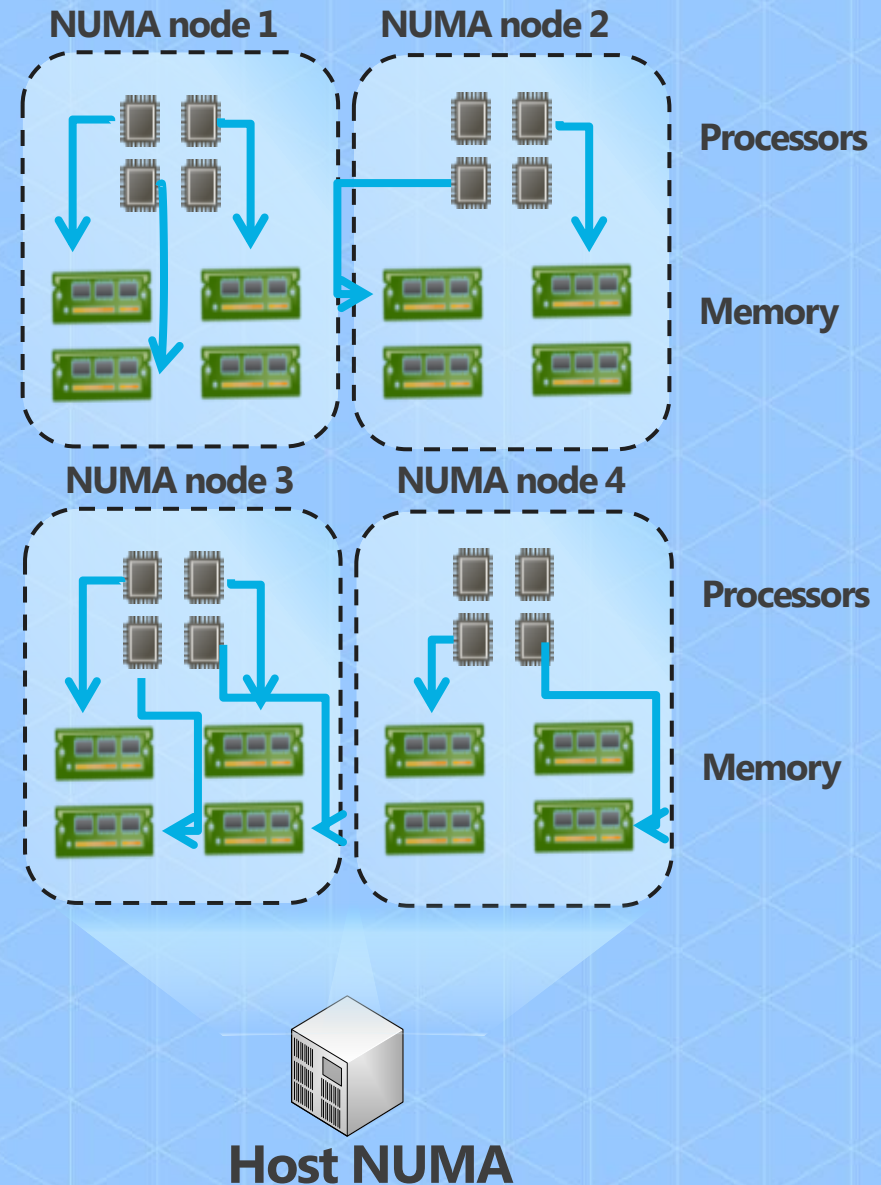 NUMA node 1
NUMA node 2
Processors
Memory
NUMA node 3
NUMA node 4
Processors
Memory
Host NUMA